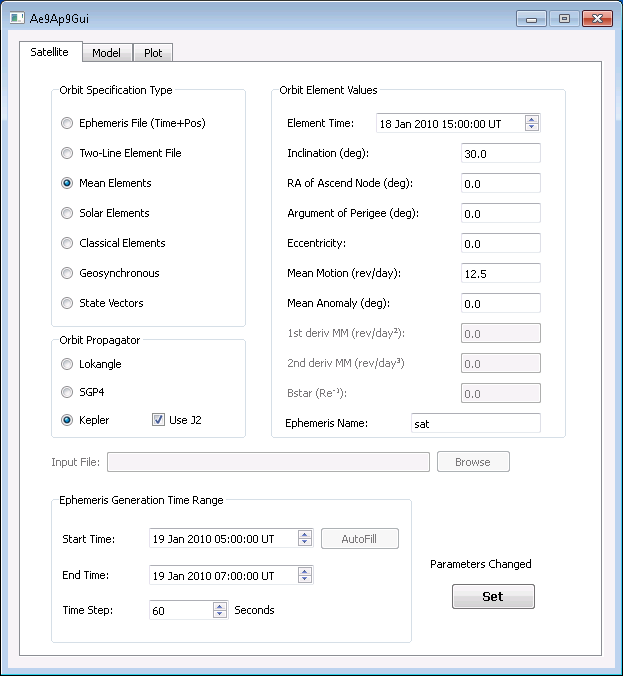 Ae9Ap9Gui
Satellite
Model
Plot
Orbit Specification Type
Ephemeris File (Time+Pos)
Two-Line Element File
Mean Elements
Solar Elements
Classical Elements
Geosynchronous
State Vectors
Orbit Propagator
Lokangle
SGP4
Kepler
Use J2
Orbit Element Values
Element Time: 18 Jan 2010 15:00:00 UT
Inclination (deg): 30.0
RA of Ascend Node (deg): 0.0
Argument of Perigee (deg): 0.0
Eccentricity: 0.0
Mean Motion (rev/day): 12.5
Mean Anomaly (deg): 0.0
1st deriv MM (rev/day²): 0.0
2nd deriv MM (rev/day³) 0.0
Bstar (Re⁻¹): 0.0
Ephemeris Name: sat
Input File:
Browse
Ephemeris Generation Time Range
Start Time: 19 Jan 2010 05:00:00 UT AutoFill
End Time: 19 Jan 2010 07:00:00 UT
Time Step: 60 Seconds
Parameters Changed
Set